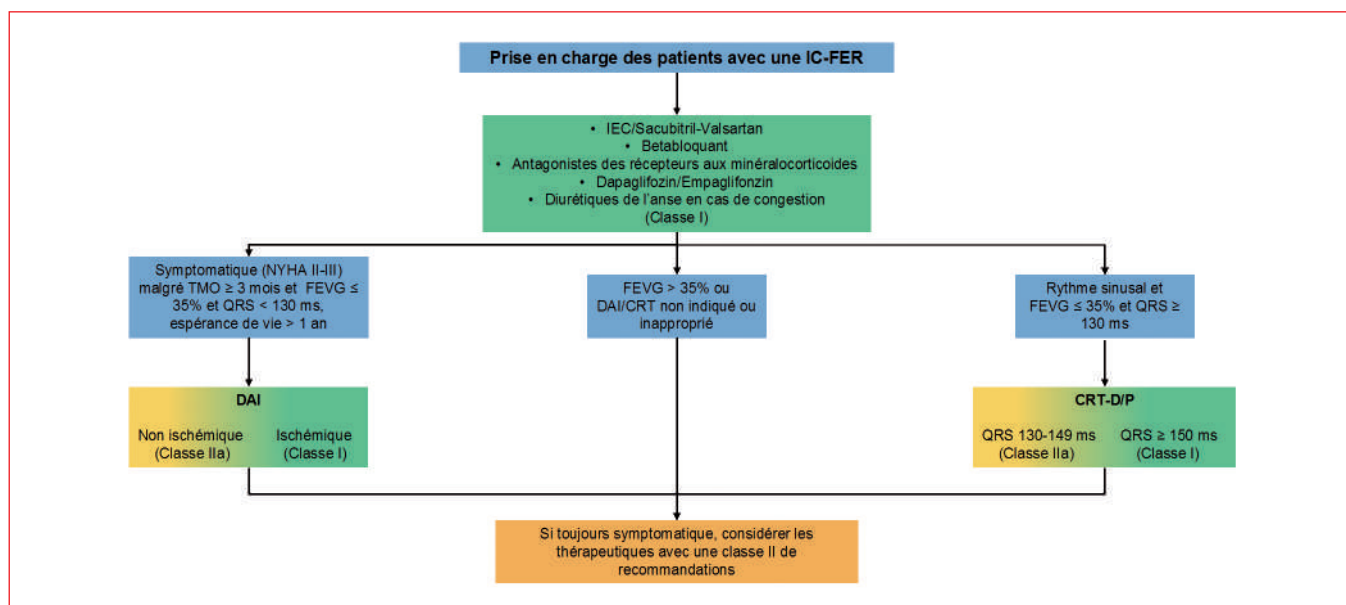 Prise en charge des patients avec une IC-FER
• IEC/Sacubitril-Valsartan
• Betabloquant
• Antagonistes des récepteurs aux minéralocorticoides
• Dapaglifozin/Empaglifonzin
• Diurétiques de l'anse en cas de congestion
(Classe I)
Symptomatique (NYHA II-III)
malgré TMO ≥ 3 mois et FEVG ≤
35% et QRS < 130 ms,
espérance de vie > 1 an
FEVG > 35% ou
DAI/CRT non indiqué ou
inapproprié
Rythme sinusal et
FEVG ≤ 35% et QRS ≥
130 ms
DAI
Non ischémique
(Classe IIa)
Ischémique
(Classe I)
CRT-D/P
QRS 130-149 ms
(Classe IIa)
QRS ≥ 150 ms
(Classe I)
Si toujours symptomatique, considérer les
thérapeutiques avec une classe II de
recommandations